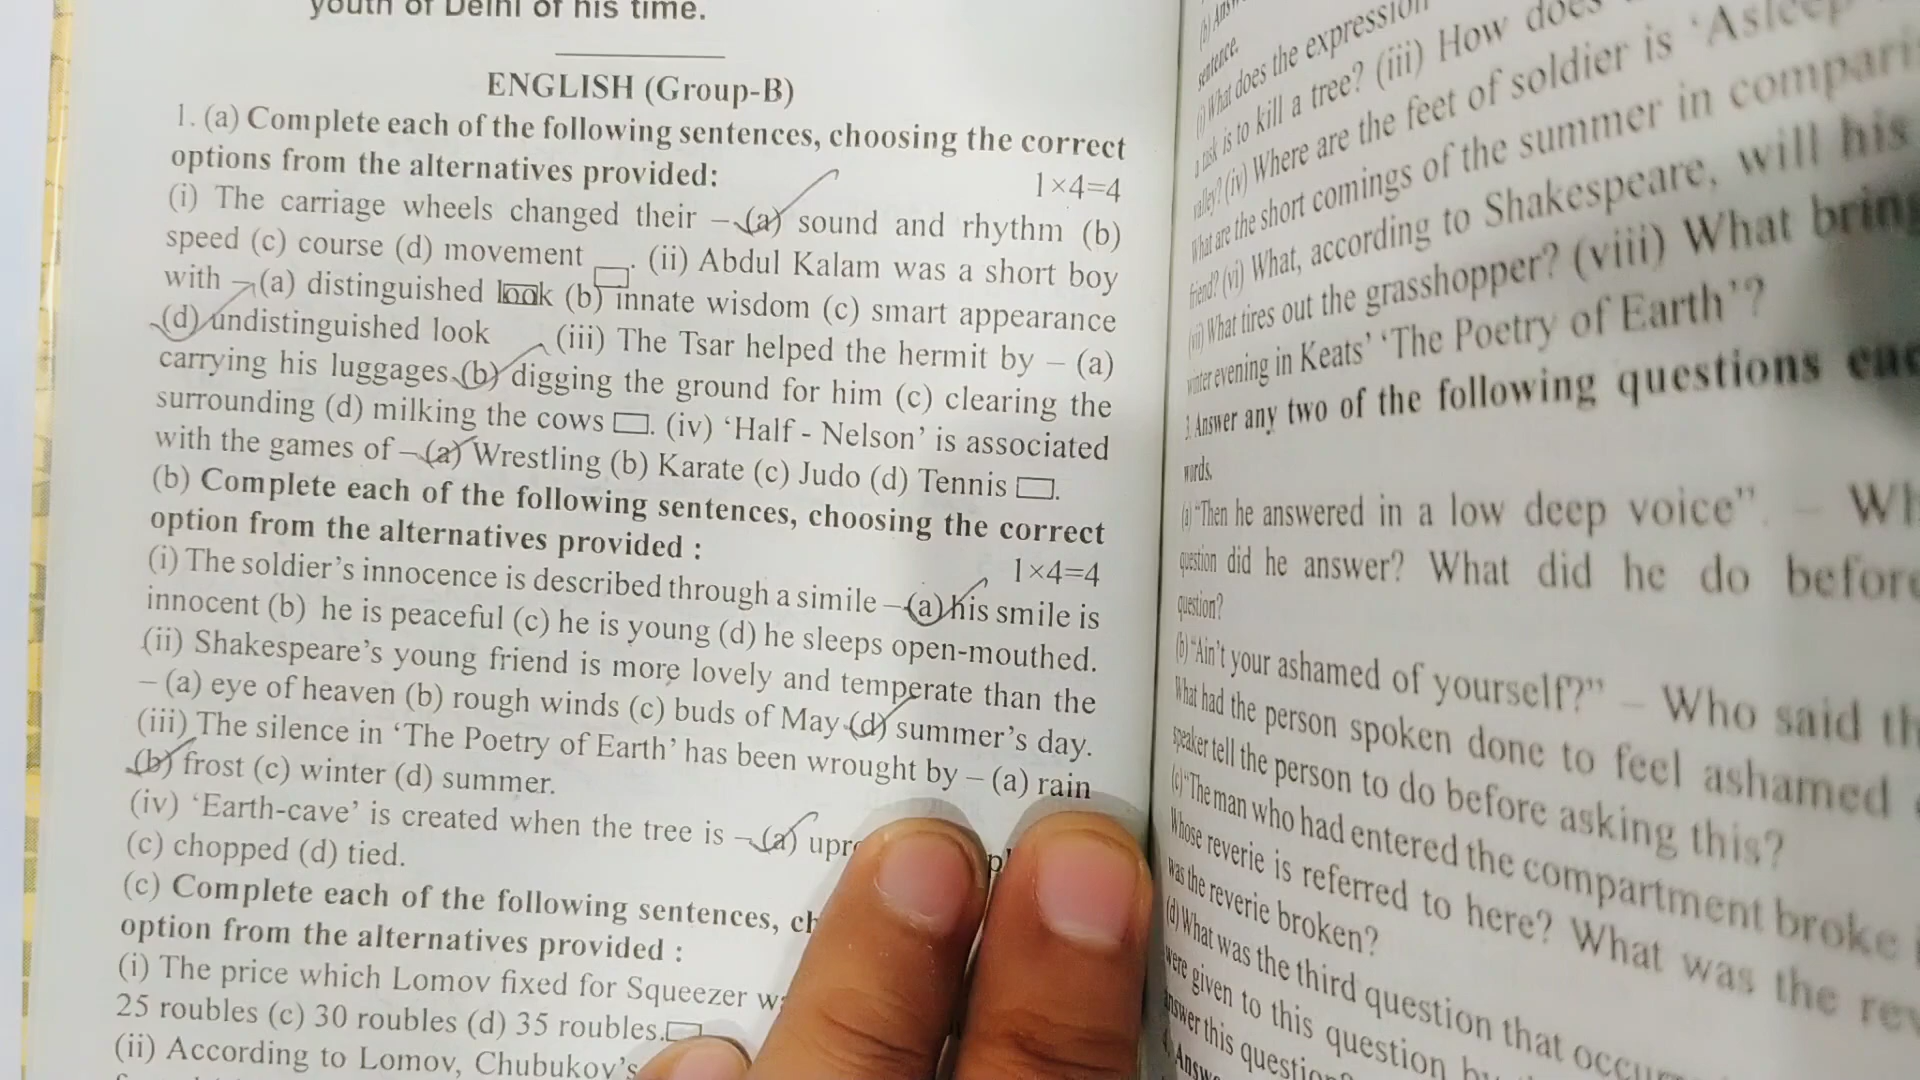 youth of Delhi of his time.
ENGLISH (Group-B)
1. (a) Complete each of the following sentences, choosing the correct
options from the alternatives provided: 1×4=4
(i) The carriage wheels changed their – (a) sound and rhythm (b)
speed (c) course (d) movement . (ii) Abdul Kalam was a short boy
with – (a) distinguished look (b) innate wisdom (c) smart appearance
(d) undistinguished look (iii) The Tsar helped the hermit by – (a)
carrying his luggages (b) digging the ground for him (c) clearing the
surrounding (d) milking the cows . (iv) ‘Half - Nelson’ is associated
with the games of – (a) Wrestling (b) Karate (c) Judo (d) Tennis .
(b) Complete each of the following sentences, choosing the correct
option from the alternatives provided : 1×4=4
(i) The soldier’s innocence is described through a simile – (a) his smile is
innocent (b) he is peaceful (c) he is young (d) he sleeps open-mouthed.
(ii) Shakespeare’s young friend is more lovely and temperate than the
– (a) eye of heaven (b) rough winds (c) buds of May (d) summer’s day.
(iii) The silence in ‘The Poetry of Earth’ has been wrought by – (a) rain
(b) frost (c) winter (d) summer.
(iv) ‘Earth-cave’ is created when the tree is – (a)
(c) chopped (d) tied.
(c) Complete each of the following sentences,
option from the alternatives provided :
(i) The price which Lomov fixed for Squeezer
25 roubles (c) 30 roubles (d) 35 roubles.
(ii) According to Lomov, Chubukov’s
sentence.
(i) What does the expression
a task is to kill a tree? (iii) How does
valley? (iv) Where are the feet of soldier is ‘Asleep
What are the short comings of the summer in
friend? (vi) What, according to Shakespeare, will his
(vii) What tires out the grasshopper? (viii) What
winter evening in Keats’ ‘The Poetry of Earth’?
3. Answer any two of the following questions
words.
(a) “Then he answered in a low deep voice”. –
question did he answer? What did he do before
question?
(b) “Ain’t your ashamed of yourself?” – Who said
What had the person spoken done to feel ashamed
speaker tell the person to do before asking this?
(c) “The man who had entered the compartment broke
Whose reverie is referred to here? What was the
was the reverie broken?
(d) What was the third question that
were given to this question
answer this question?
4.